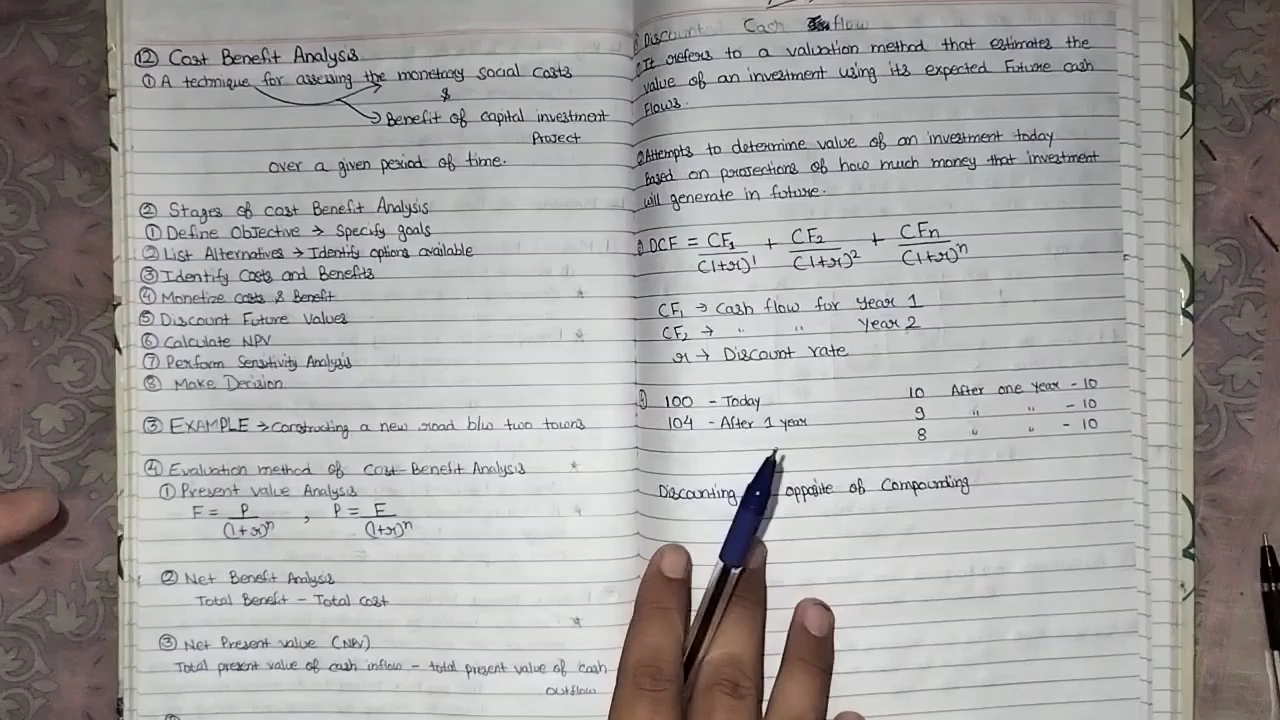 ⑫ Cost Benefit Analysis
① A technique for assessing the monetary social costs
&
→ Benefit of capital investment
Project
over a given period of time.
② Stages of cost Benefit Analysis
① Define Objective → Specify goals
② List Alternatives → Identify options available
③ Identify Costs and Benefits
④ Monetize costs & Benefit
⑤ Discount Future Values
⑥ Calculate NPV
⑦ Perform Sensitivity Analysis
⑧ Make Decision
③ EXAMPLE → Constructing a new road b/w two towns
④ Evaluation method of Cost-Benefit Analysis
① Present value Analysis
F = P/(1+r)^n , P = F/(1+r)^n
② Net Benefit Analysis
Total Benefit - Total cost
③ Net Present value (NPV)
Total present value of cash inflow - total present value of cash
outflow
Discount Cach flow
It refers to a valuation method that estimates the
value of an investment using its expected Future cash
Flows.
② Attempts to determine value of an investment today
Based on projections of how much money that investment
will generate in future.
③ DCF = CF₁/(1+r)^1 + CF₂/(1+r)^2 + CFn/(1+r)^n
CF₁ → Cash flow for Year 1
CF₂ → " " Year 2
r → Discount rate
100 - Today
104 - After 1 year
10 After one year - 10
9 " " - 10
8 " " - 10
Discounting opposite of Compounding